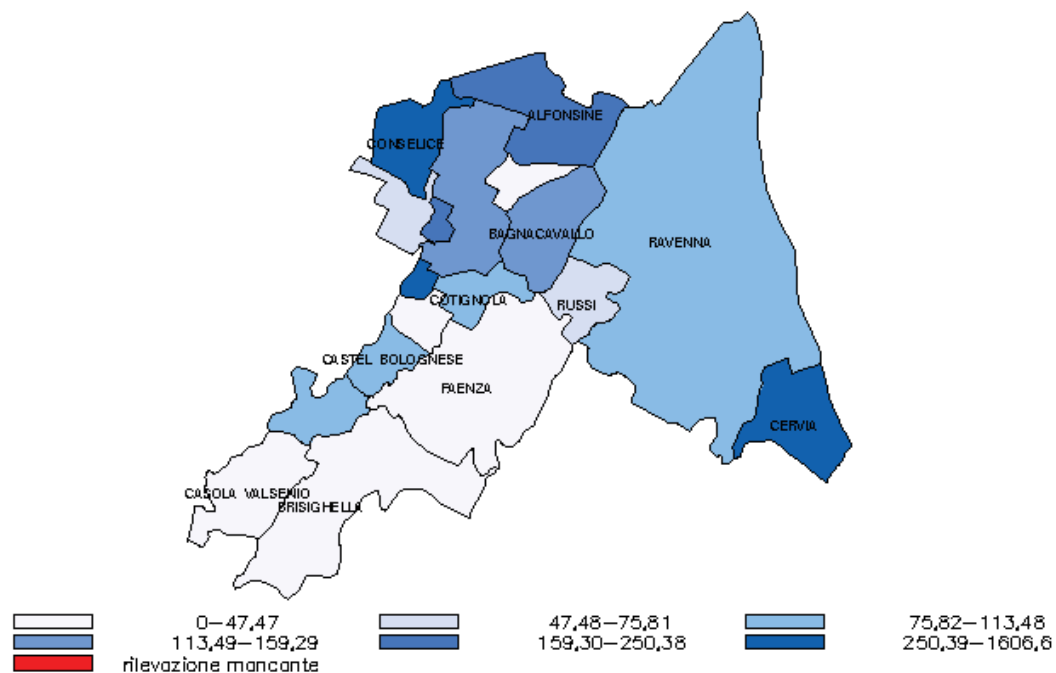 ALFONSINE
CONSELICE
BAGNACAVALLO
RAVENNA
COTIGNOLA
RUSSI
CASTEL BOLOGNESE
FAENZA
CERVIA
CASOLA VALSENIO
BRISIGHELLA
0–47,47 47,48–75,81 75,82–113,48
113,49–159,29 159,30–250,38 250,39–1606,6
rilevazione mancante